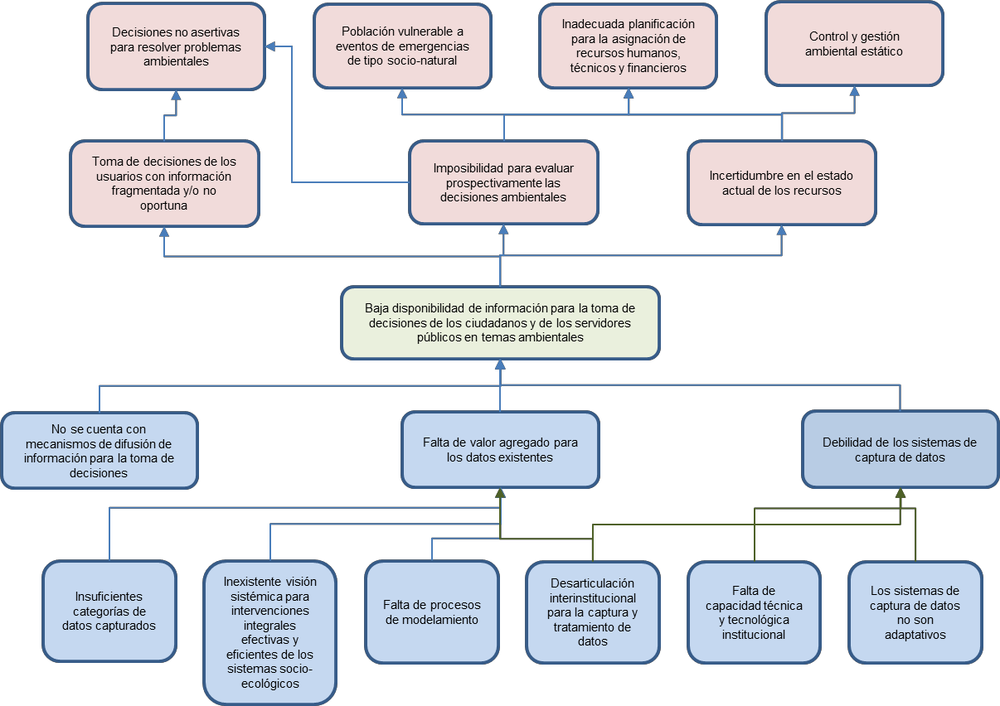 Decisiones no asertivas
para resolver problemas
ambientales
Población vulnerable a
eventos de emergencias
de tipo socio-natural
Inadecuada planificación
para la asignación de
recursos humanos,
técnicos y financieros
Control y gestión
ambiental estático
Toma de decisiones de los
usuarios con información
fragmentada y/o no
oportuna
Imposibilidad para evaluar
prospectivamente las
decisiones ambientales
Incertidumbre en el estado
actual de los recursos
Baja disponibilidad de información para la toma de
decisiones de los ciudadanos y de los servidores
públicos en temas ambientales
No se cuenta con
mecanismos de difusión de
información para la toma de
decisiones
Falta de valor agregado para
los datos existentes
Debilidad de los sistemas de
captura de datos
Insuficientes
categorías de
datos capturados
Inexistente visión
sistémica para
intervenciones
integrales
efectivas y
eficientes de los
sistemas socio-
ecológicos
Falta de procesos
de modelamiento
Desarticulación
interinstitucional
para la captura y
tratamiento de
datos
Falta de
capacidad técnica
y tecnológica
institucional
Los sistemas de
captura de datos
no son
adaptativos